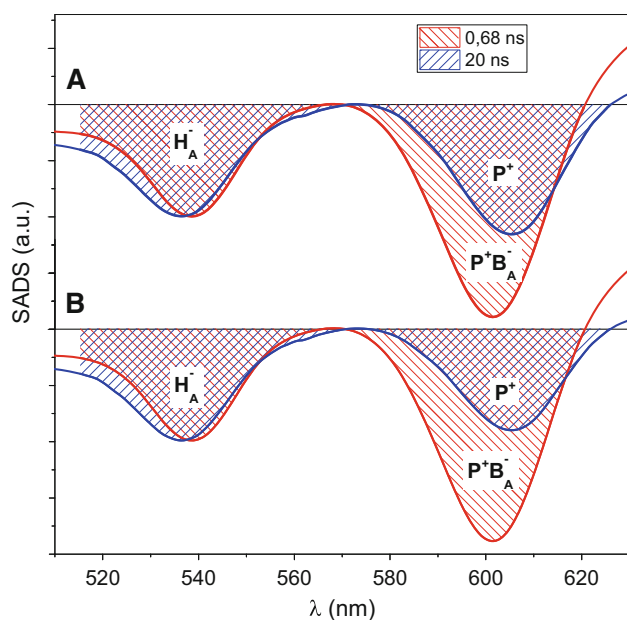 0,68 ns
20 ns
A
H_A^-
P^+
P^+B_A^-
SADS (a.u.)
B
H_A^-
P^+
P^+B_A^-
520 540 560 580 600 620
λ (nm)